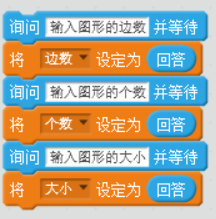 询问 输入图形的边数 并等待
将 边数 设定为 回答
询问 输入图形的个数 并等待
将 个数 设定为 回答
询问 输入图形的大小 并等待
将 大小 设定为 回答